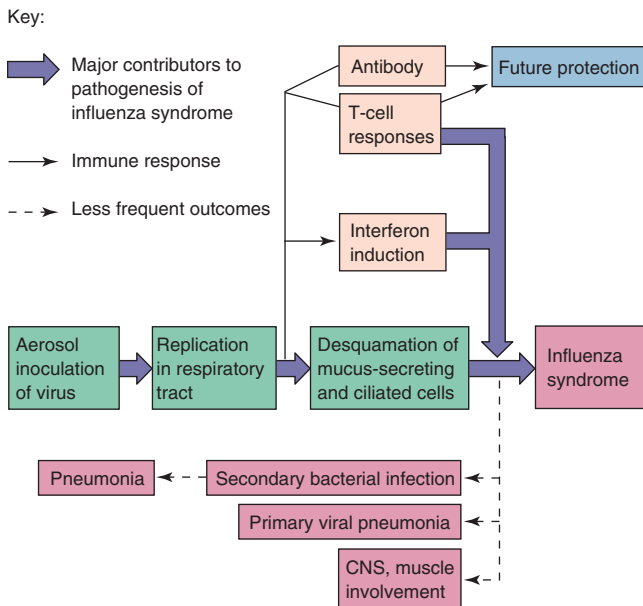 Key:
Major contributors to
pathogenesis of
influenza syndrome
Immune response
Less frequent outcomes
Antibody
Future protection
T-cell
responses
Interferon
induction
Aerosol
inoculation
of virus
Replication
in respiratory
tract
Desquamation of
mucus-secreting
and ciliated cells
Influenza
syndrome
Pneumonia
Secondary bacterial infection
Primary viral pneumonia
CNS, muscle
involvement